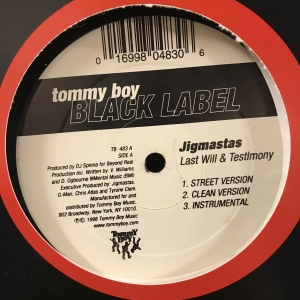 0 16998 04830 6
tommy boy
BLACK LABEL
TB 483 A
SIDE A
Produced by DJ Spinna for Beyond Real
Production Inc. Written by: V. Williams
and D. Ogbourne BiMental Music (BMI)
Executive Produced by: Jigmastas,
C-Man, Chris Atlas and Tyrone Clark
Manufactured for and
distributed by Tommy Boy Music.
902 Broadway, New York, NY 10010.
℗ © 1998 Tommy Boy Music
www.tommyboy.com
Jigmastas
Last Will & Testimony
1. STREET VERSION
2. CLEAN VERSION
3. INSTRUMENTAL
TOMMY
BOY